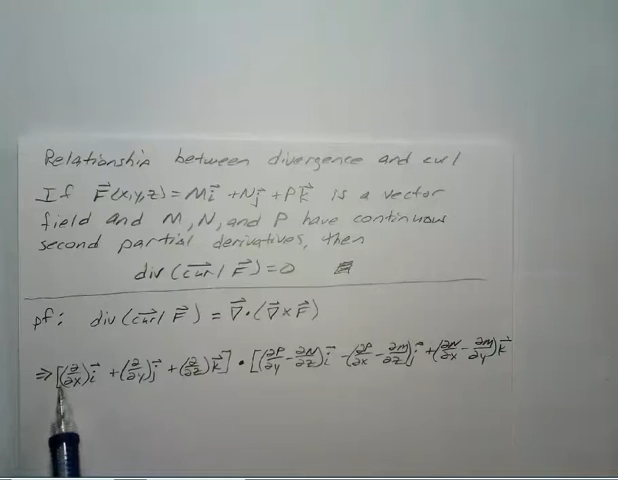 Relationship between divergence and curl
If F⃗(x,y,z) = Mi⃗ + Nj⃗ + Pk⃗ is a vector
field and M, N, and P have continuous
second partial derivatives, then
div(curl F⃗) = 0
pf: div(curl F⃗) = ∇⃗ · (∇⃗ × F⃗)
⇒ [(∂/∂x)i⃗ + (∂/∂y)j⃗ + (∂/∂z)k⃗] · [(∂P/∂y - ∂N/∂z)i⃗ - (∂P/∂x - ∂M/∂z)j⃗ + (∂N/∂x - ∂M/∂y)k⃗